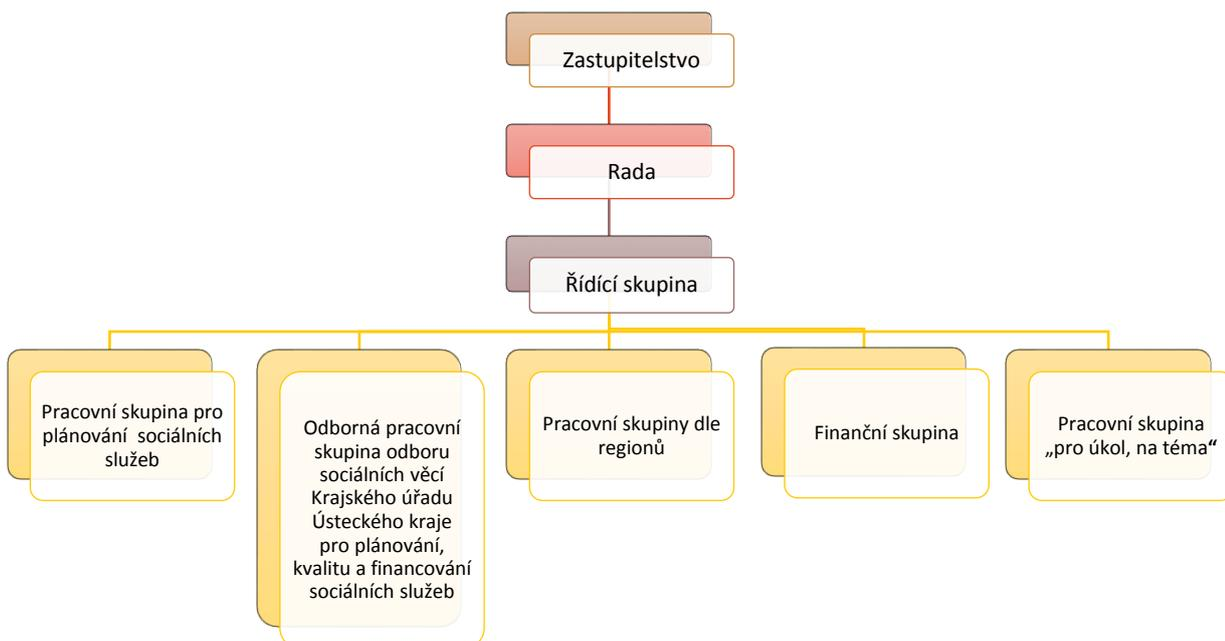 Zastupitelstvo
Rada
Řídící skupina
Pracovní skupina pro
plánování sociálních
služeb
Odborná pracovní
skupina odboru
sociálních věcí
Krajského úřadu
Ústeckého kraje
pro plánování,
kvalitu a financování
sociálních služeb
Pracovní skupiny dle
regionů
Finanční skupina
Pracovní skupina
„pro úkol, na téma“